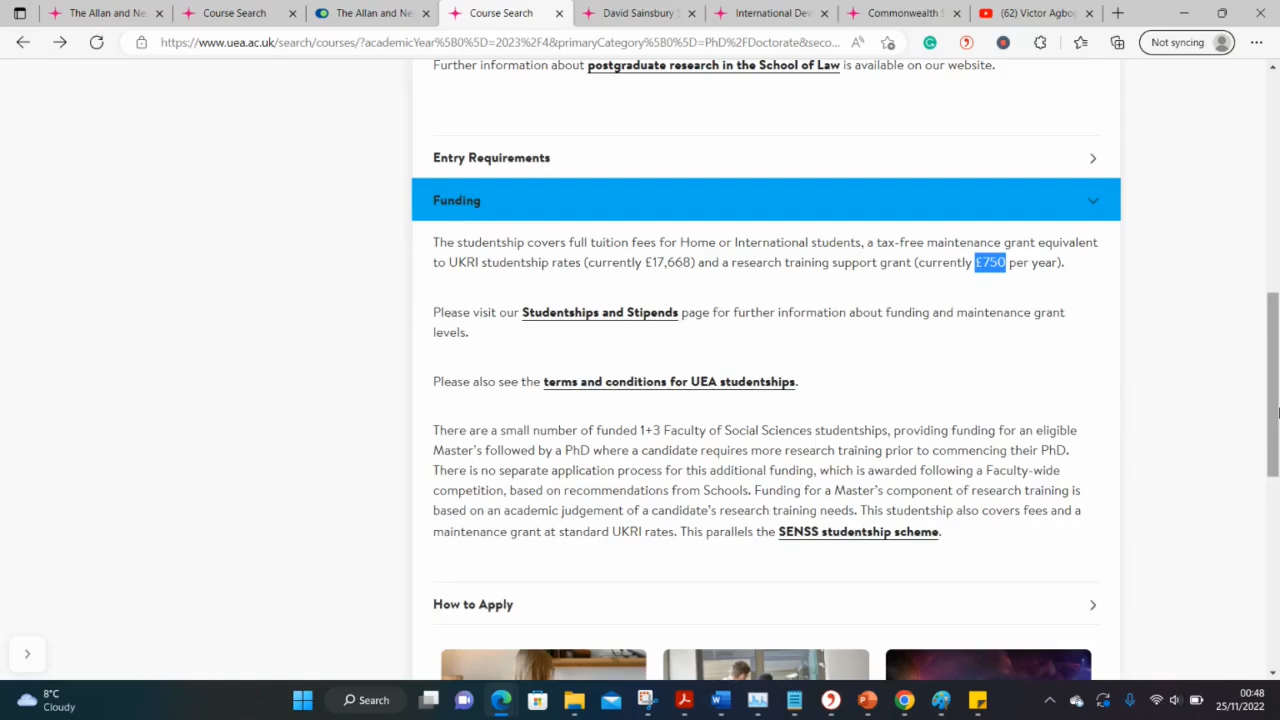 The Allan and Ne
Course Search
The Allan and Ne
Course Search
David Sainsbury S
International Dev
Commonwealth S
(62) Victor Agbo
https://www.uea.ac.uk/search/courses/?academicYear%5B0%5D=2023%2F4&primaryCategory%5B0%5D=PhD%2FDoctorate&seco...
Not syncing
Further information about postgraduate research in the School of Law is available on our website.
Entry Requirements
Funding
The studentship covers full tuition fees for Home or International students, a tax-free maintenance grant equivalent
to UKRI studentship rates (currently £17,668) and a research training support grant (currently £750 per year).
Please visit our Studentships and Stipends page for further information about funding and maintenance grant
levels.
Please also see the terms and conditions for UEA studentships.
There are a small number of funded 1+3 Faculty of Social Sciences studentships, providing funding for an eligible
Master's followed by a PhD where a candidate requires more research training prior to commencing their PhD.
There is no separate application process for this additional funding, which is awarded following a Faculty-wide
competition, based on recommendations from Schools. Funding for a Master's component of research training is
based on an academic judgement of a candidate's research training needs. This studentship also covers fees and a
maintenance grant at standard UKRI rates. This parallels the SENSS studentship scheme.
How to Apply
8°C
Cloudy
Search
00:48
25/11/2022